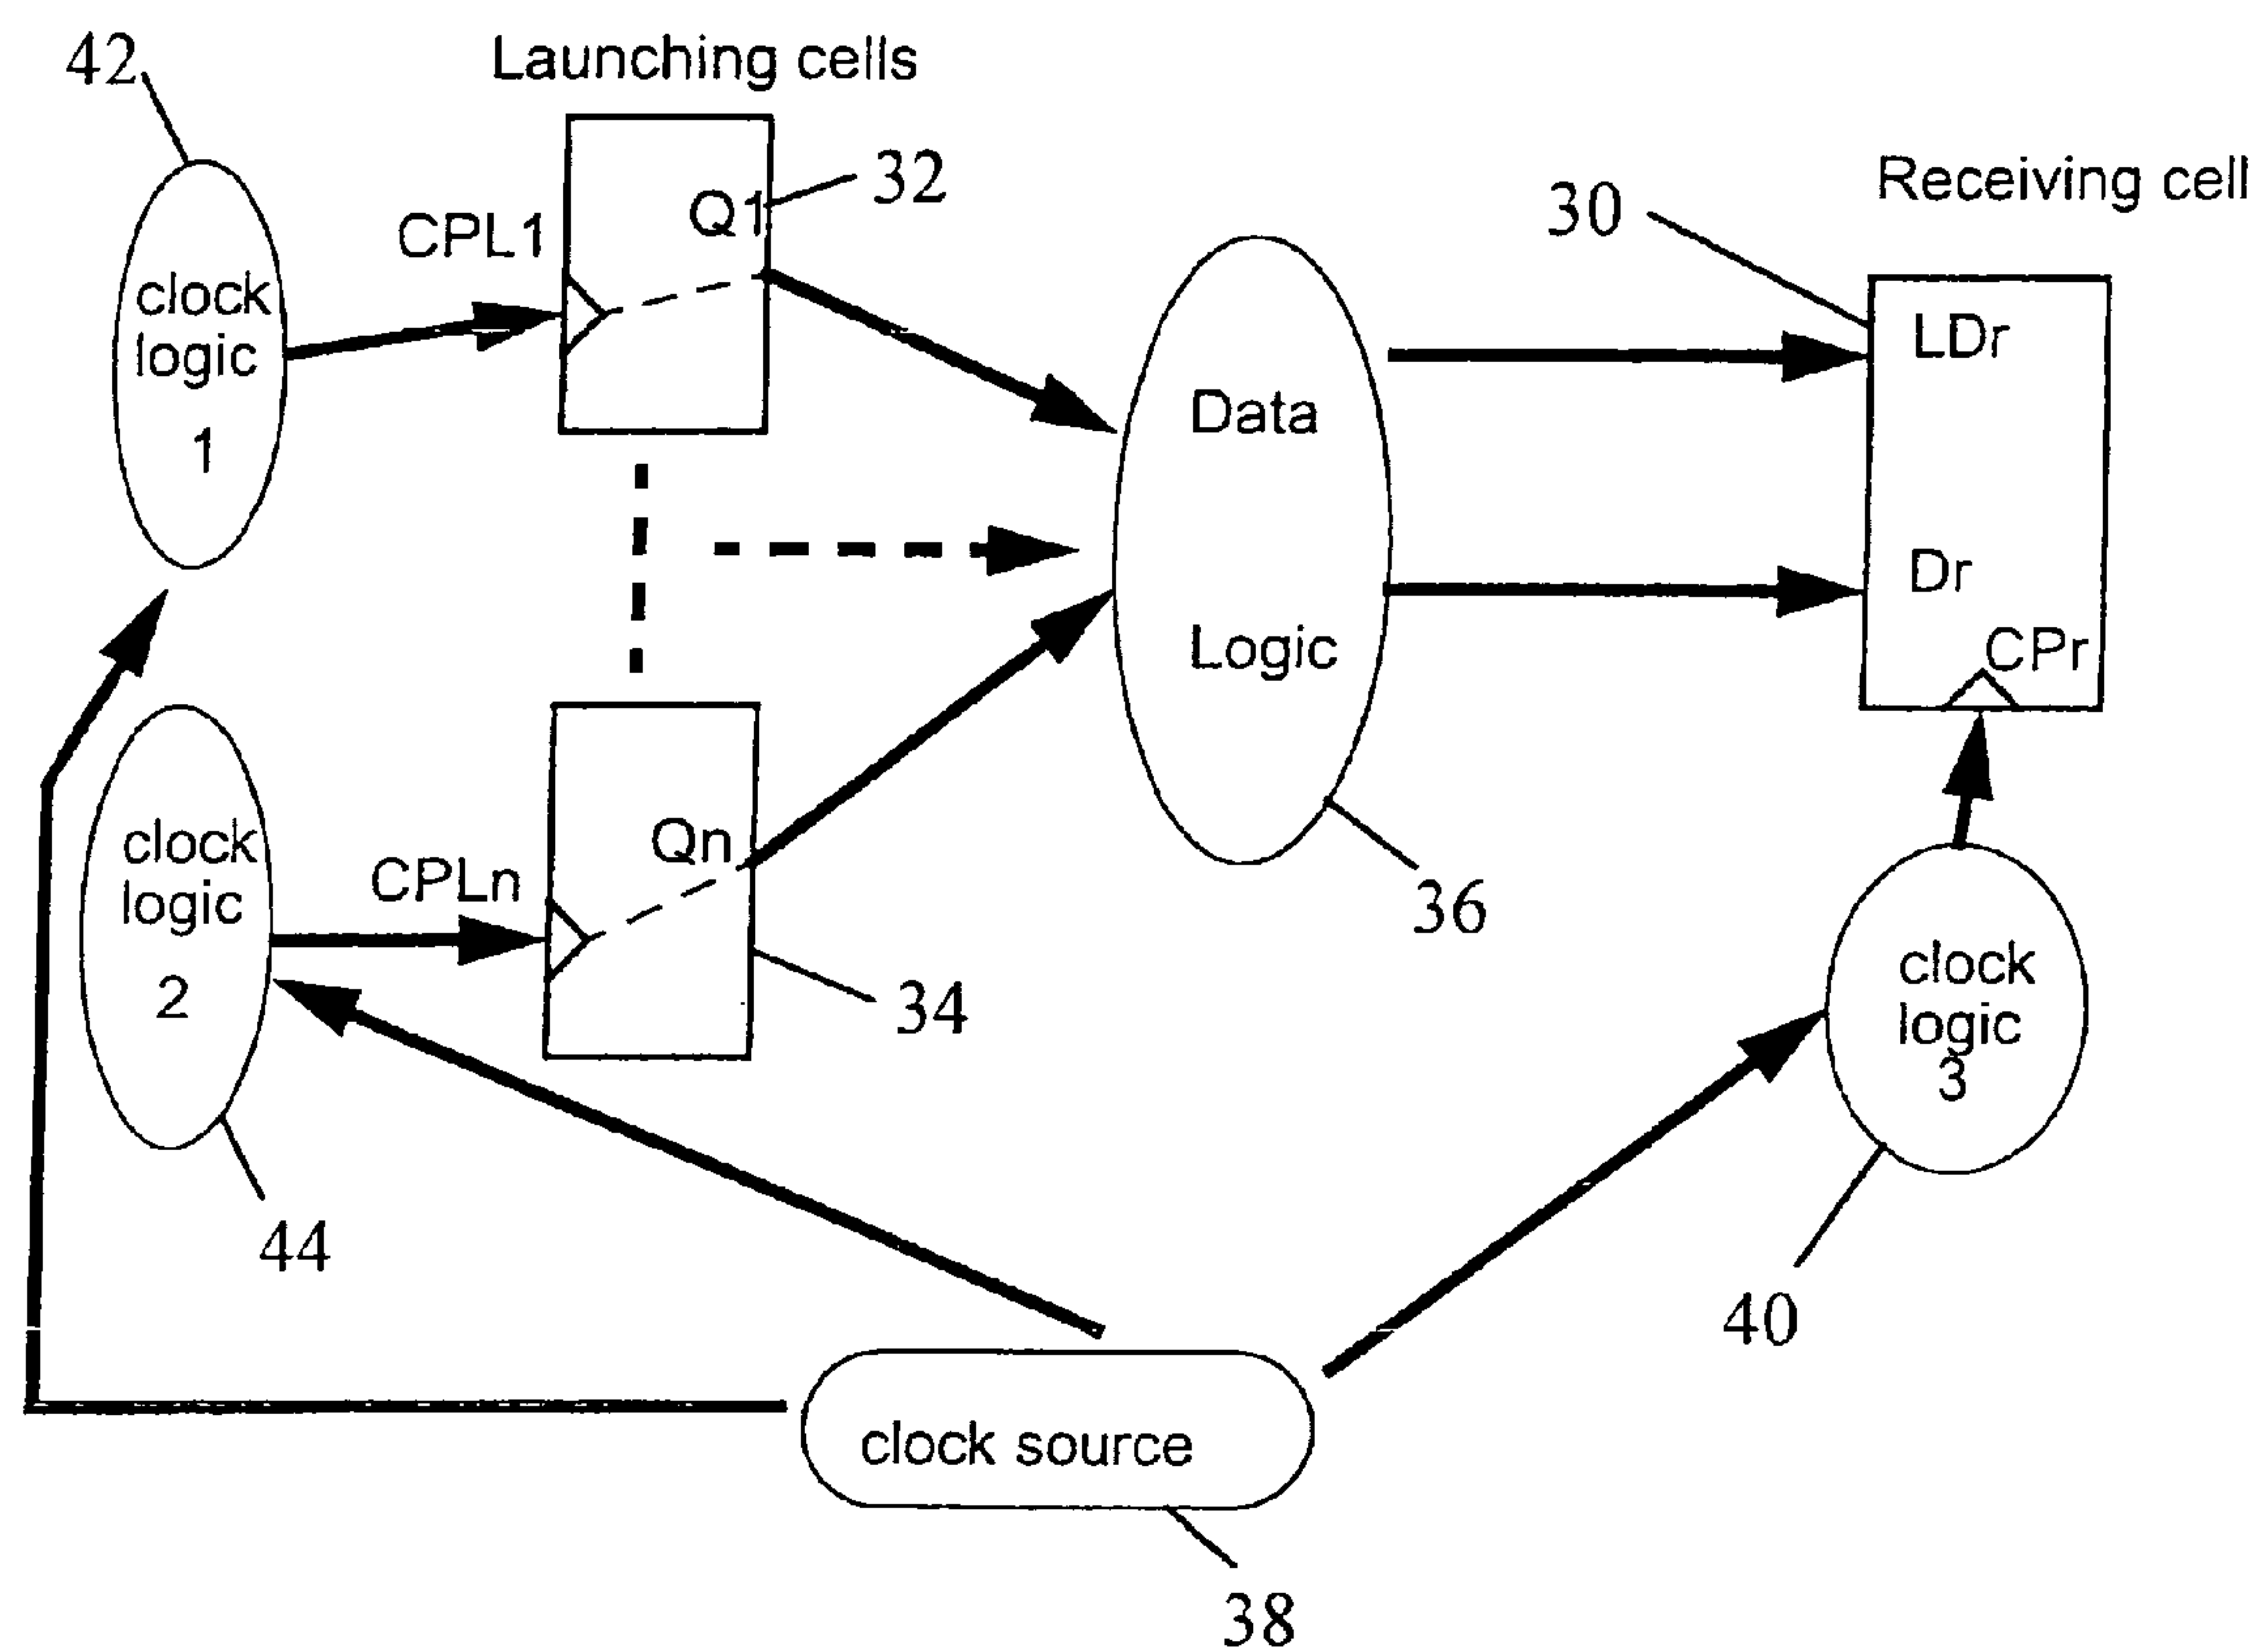 42
Launching cells
32
Receiving cell
30
Q1
CPL1
clock
logic
1
LDr
Data
Dr
Logic
CPr
Qn
clock
logic
2
CPLn
36
34
clock
logic
3
44
40
clock source
38